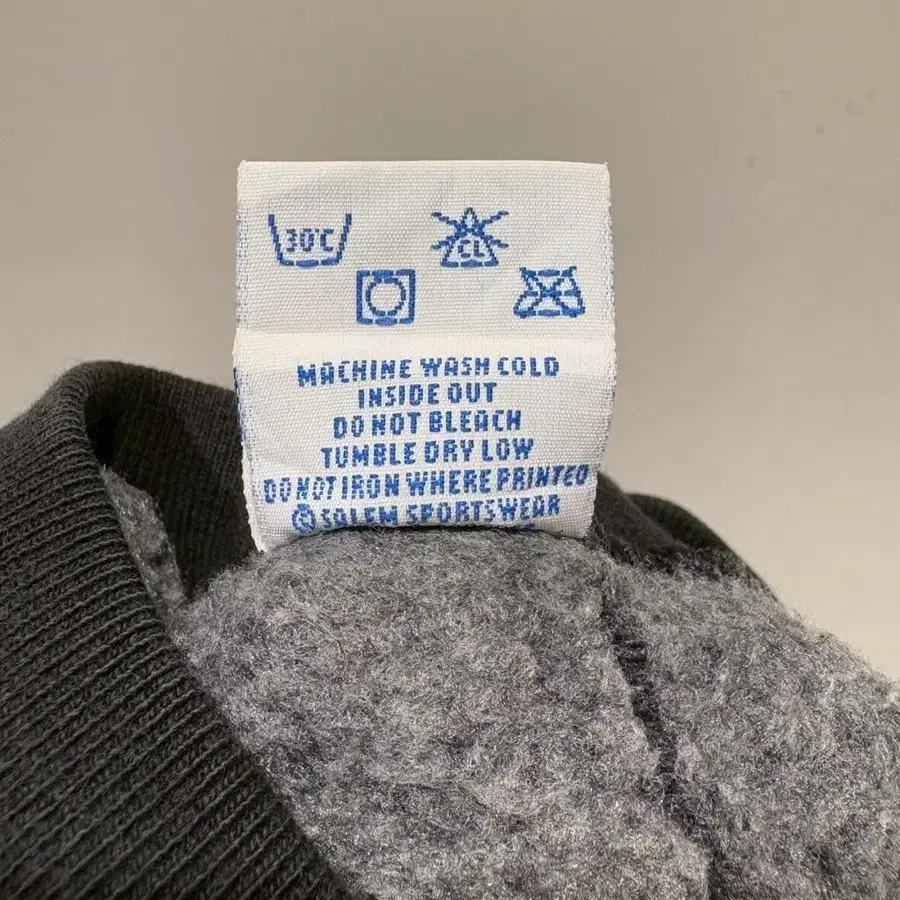 30°C
CL
MACHINE WASH COLD
INSIDE OUT
DO NOT BLEACH
TUMBLE DRY LOW
DO NOT IRON WHERE PRINTED
© SALEM SPORTSWEAR